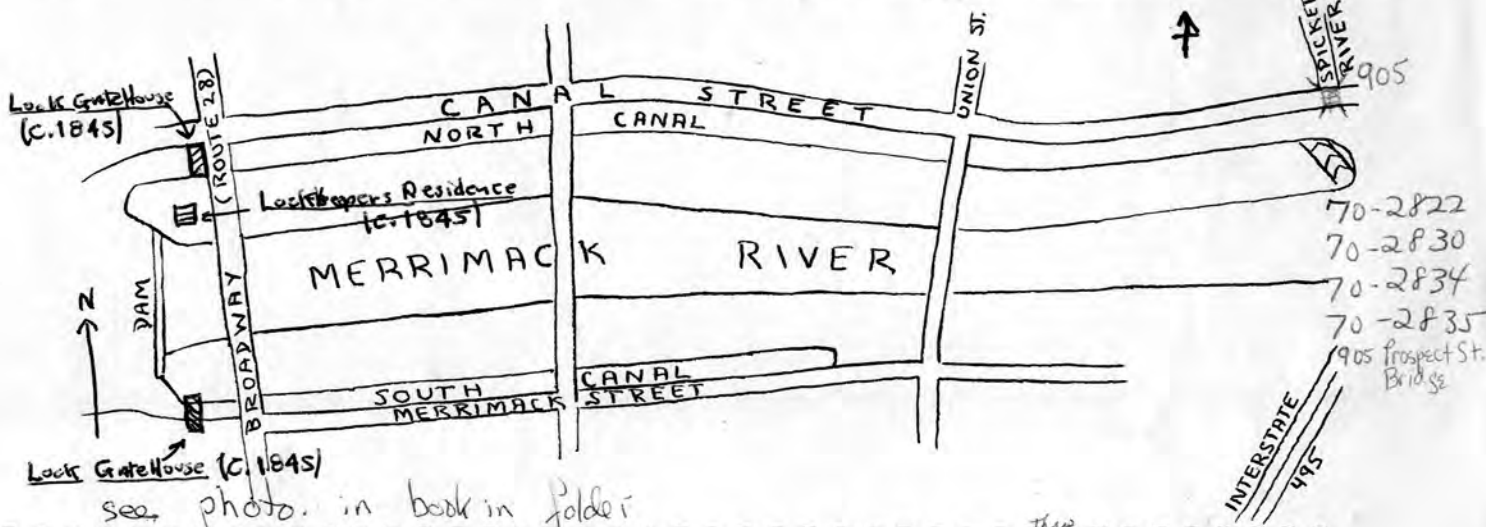 UNION ST.
SPICKET
RIVER
905
Lock GateHouse
(C.1845)
(ROUTE 28)
CANAL STREET
NORTH CANAL
Lockkeepers Residence
(C.1845)
70-2822
70-2830
70-2834
70-2835
905 Prospect St.
Bridge
MERRIMACK RIVER
N
DAM
BROADWAY
SOUTH CANAL
MERRIMACK STREET
INTERSTATE
495
Lock GateHouse (C.1845)
see photo. in book in folder